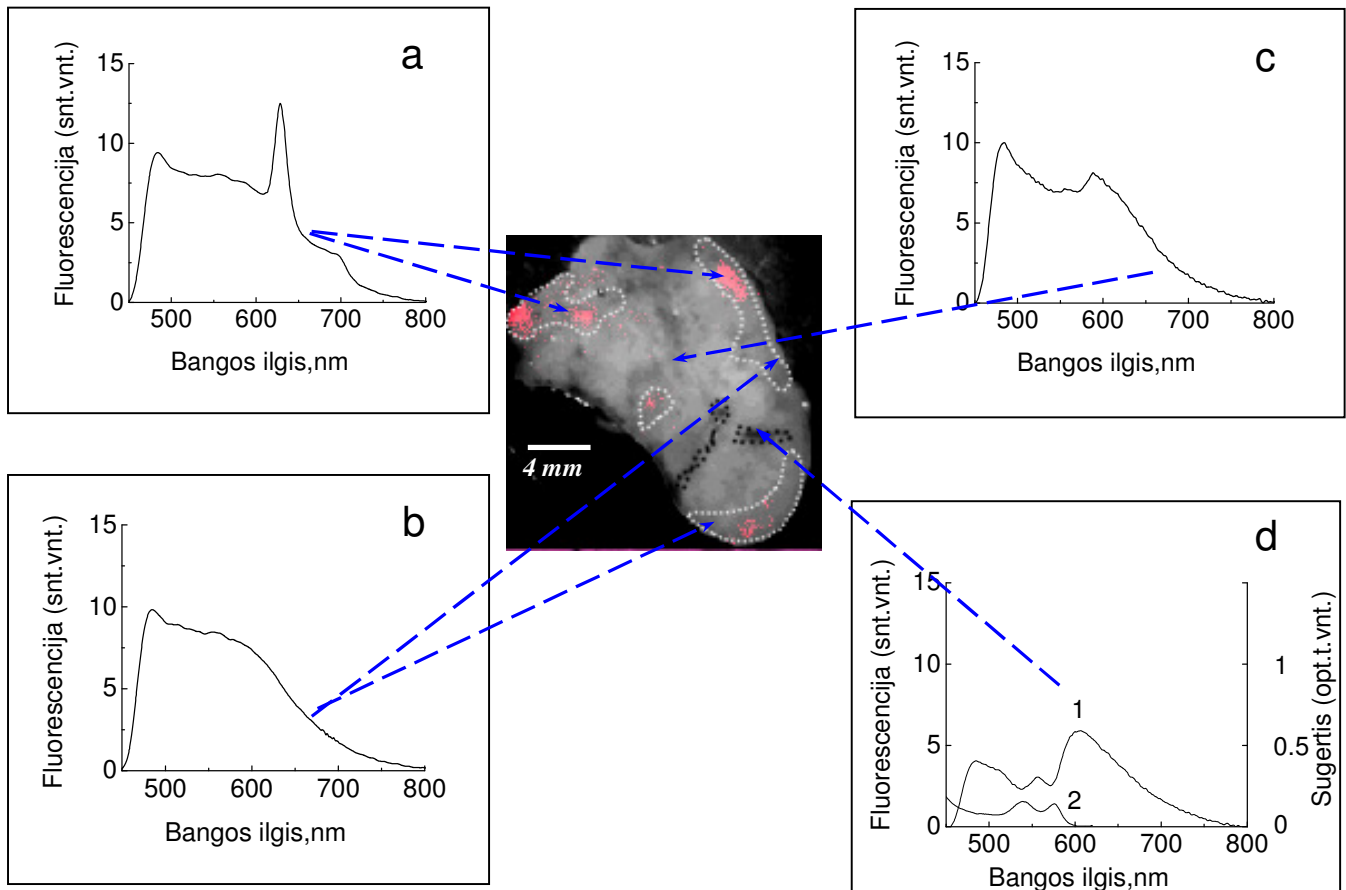 a
Fluorescencija (snt.vnt.)
15
10
5
0
500 600 700 800
Bangos ilgis,nm
c
Fluorescencija (snt.vnt.)
15
10
5
0
500 600 700 800
Bangos ilgis,nm
4 mm
b
Fluorescencija (snt.vnt.)
15
10
5
0
500 600 700 800
Bangos ilgis,nm
d
Fluorescencija (snt.vnt.)
15
10
5
0
1
2
1
0.5
0
Sugertis (opt.t.vnt.)
500 600 700 800
Bangos ilgis,nm